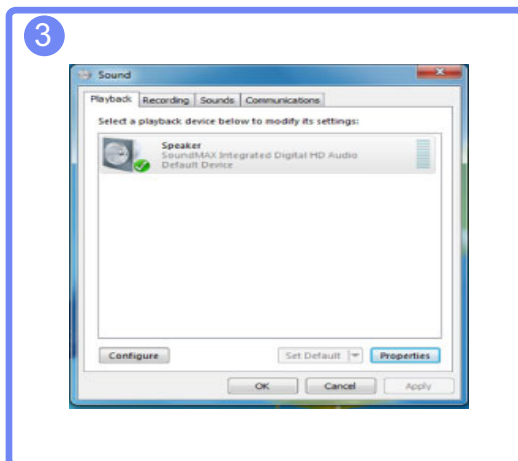 3
Sound
Playback Recording Sounds Communications
Select a playback device below to modify its settings:
Speaker
SoundMAX Integrated Digital HD Audio
Default Device
Configure Set Default Properties
OK Cancel Apply